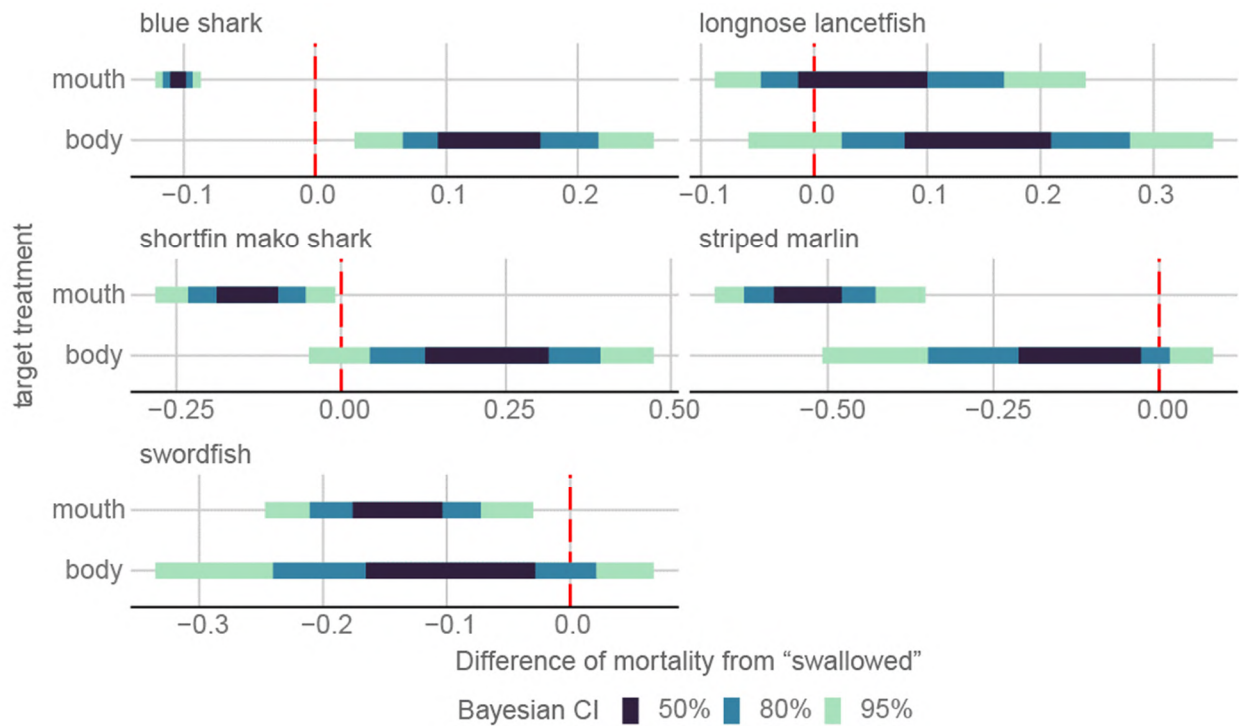 blue shark
longnose lancetfish
mouth
body
−0.1 0.0 0.1 0.2
−0.1 0.0 0.1 0.2 0.3
shortfin mako shark
striped marlin
mouth
body
−0.25 0.00 0.25 0.50
−0.50 −0.25 0.00
target treatment
swordfish
mouth
body
−0.3 −0.2 −0.1 0.0
Difference of mortality from “swallowed”
Bayesian CI 50% 80% 95%